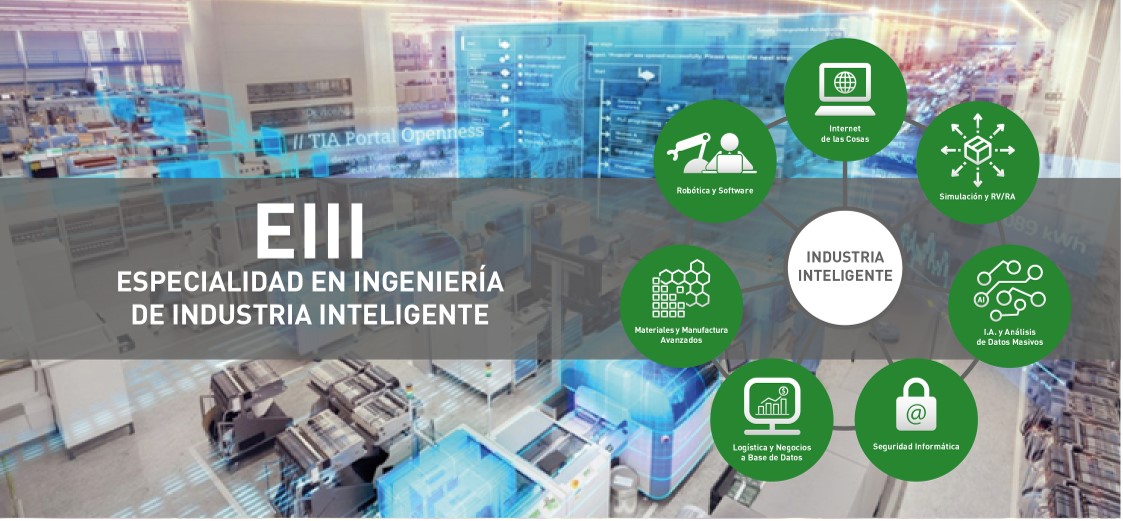 // TIA Portal Openness
EIII
ESPECIALIDAD EN INGENIERÍA
DE INDUSTRIA INTELIGENTE
INDUSTRIA
INTELIGENTE
Internet
de las Cosas
Simulación y RV/RA
AI
I.A. y Análisis
de Datos Masivos
@
Seguridad Informática
$
Logística y Negocios
a Base de Datos
Materiales y Manufactura
Avanzados
Robótica y Software